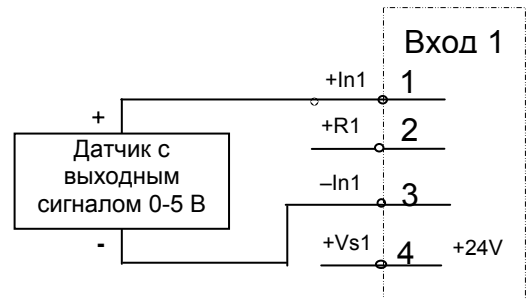 Вход 1
+In1 1
+
+R1 2
Датчик с
выходным
сигналом 0-5 В
–In1 3
-
+Vs1 4 +24V